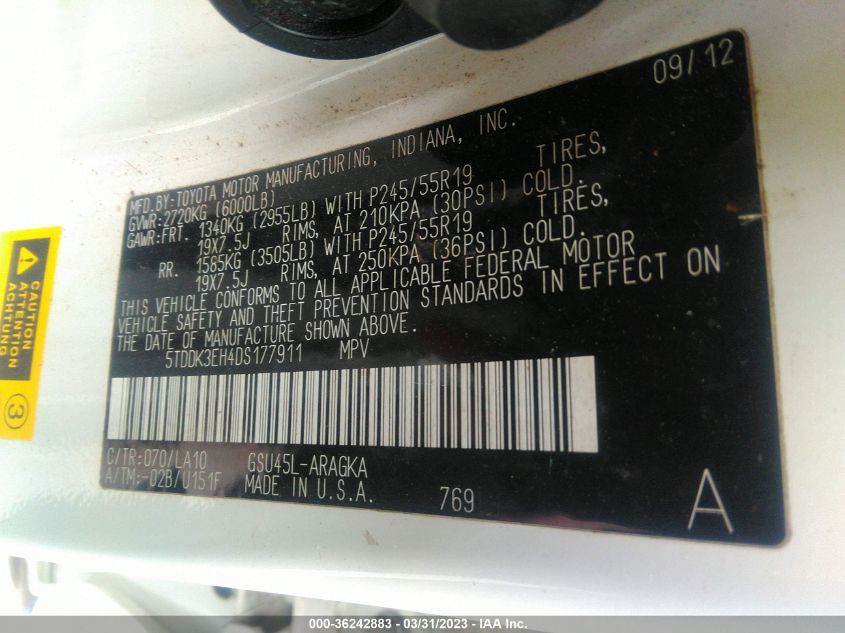 09/12
MFD.BY:TOYOTA MOTOR MANUFACTURING, INDIANA, INC.
GVWR:2720KG (6000LB)
GAWR:FRT. 1340KG (2955LB) WITH P245/55R19 TIRES,
19X7.5J RIMS, AT 210KPA (30PSI) COLD.
RR. 1585KG (3505LB) WITH P245/55R19 TIRES,
19X7.5J RIMS, AT 250KPA (36PSI) COLD.
THIS VEHICLE CONFORMS TO ALL APPLICABLE FEDERAL MOTOR
VEHICLE SAFETY AND THEFT PREVENTION STANDARDS IN EFFECT ON
THE DATE OF MANUFACTURE SHOWN ABOVE.
5TDDK3EH4DS177911 MPV
C/TR:070/LA10 GSU45L-ARAGKA
A/TM:-02B/U151F MADE IN U.S.A.
769
A
CAUTION
ATTENTION
ACHTUNG
3
000-36242883 - 03/31/2023 - IAA Inc.